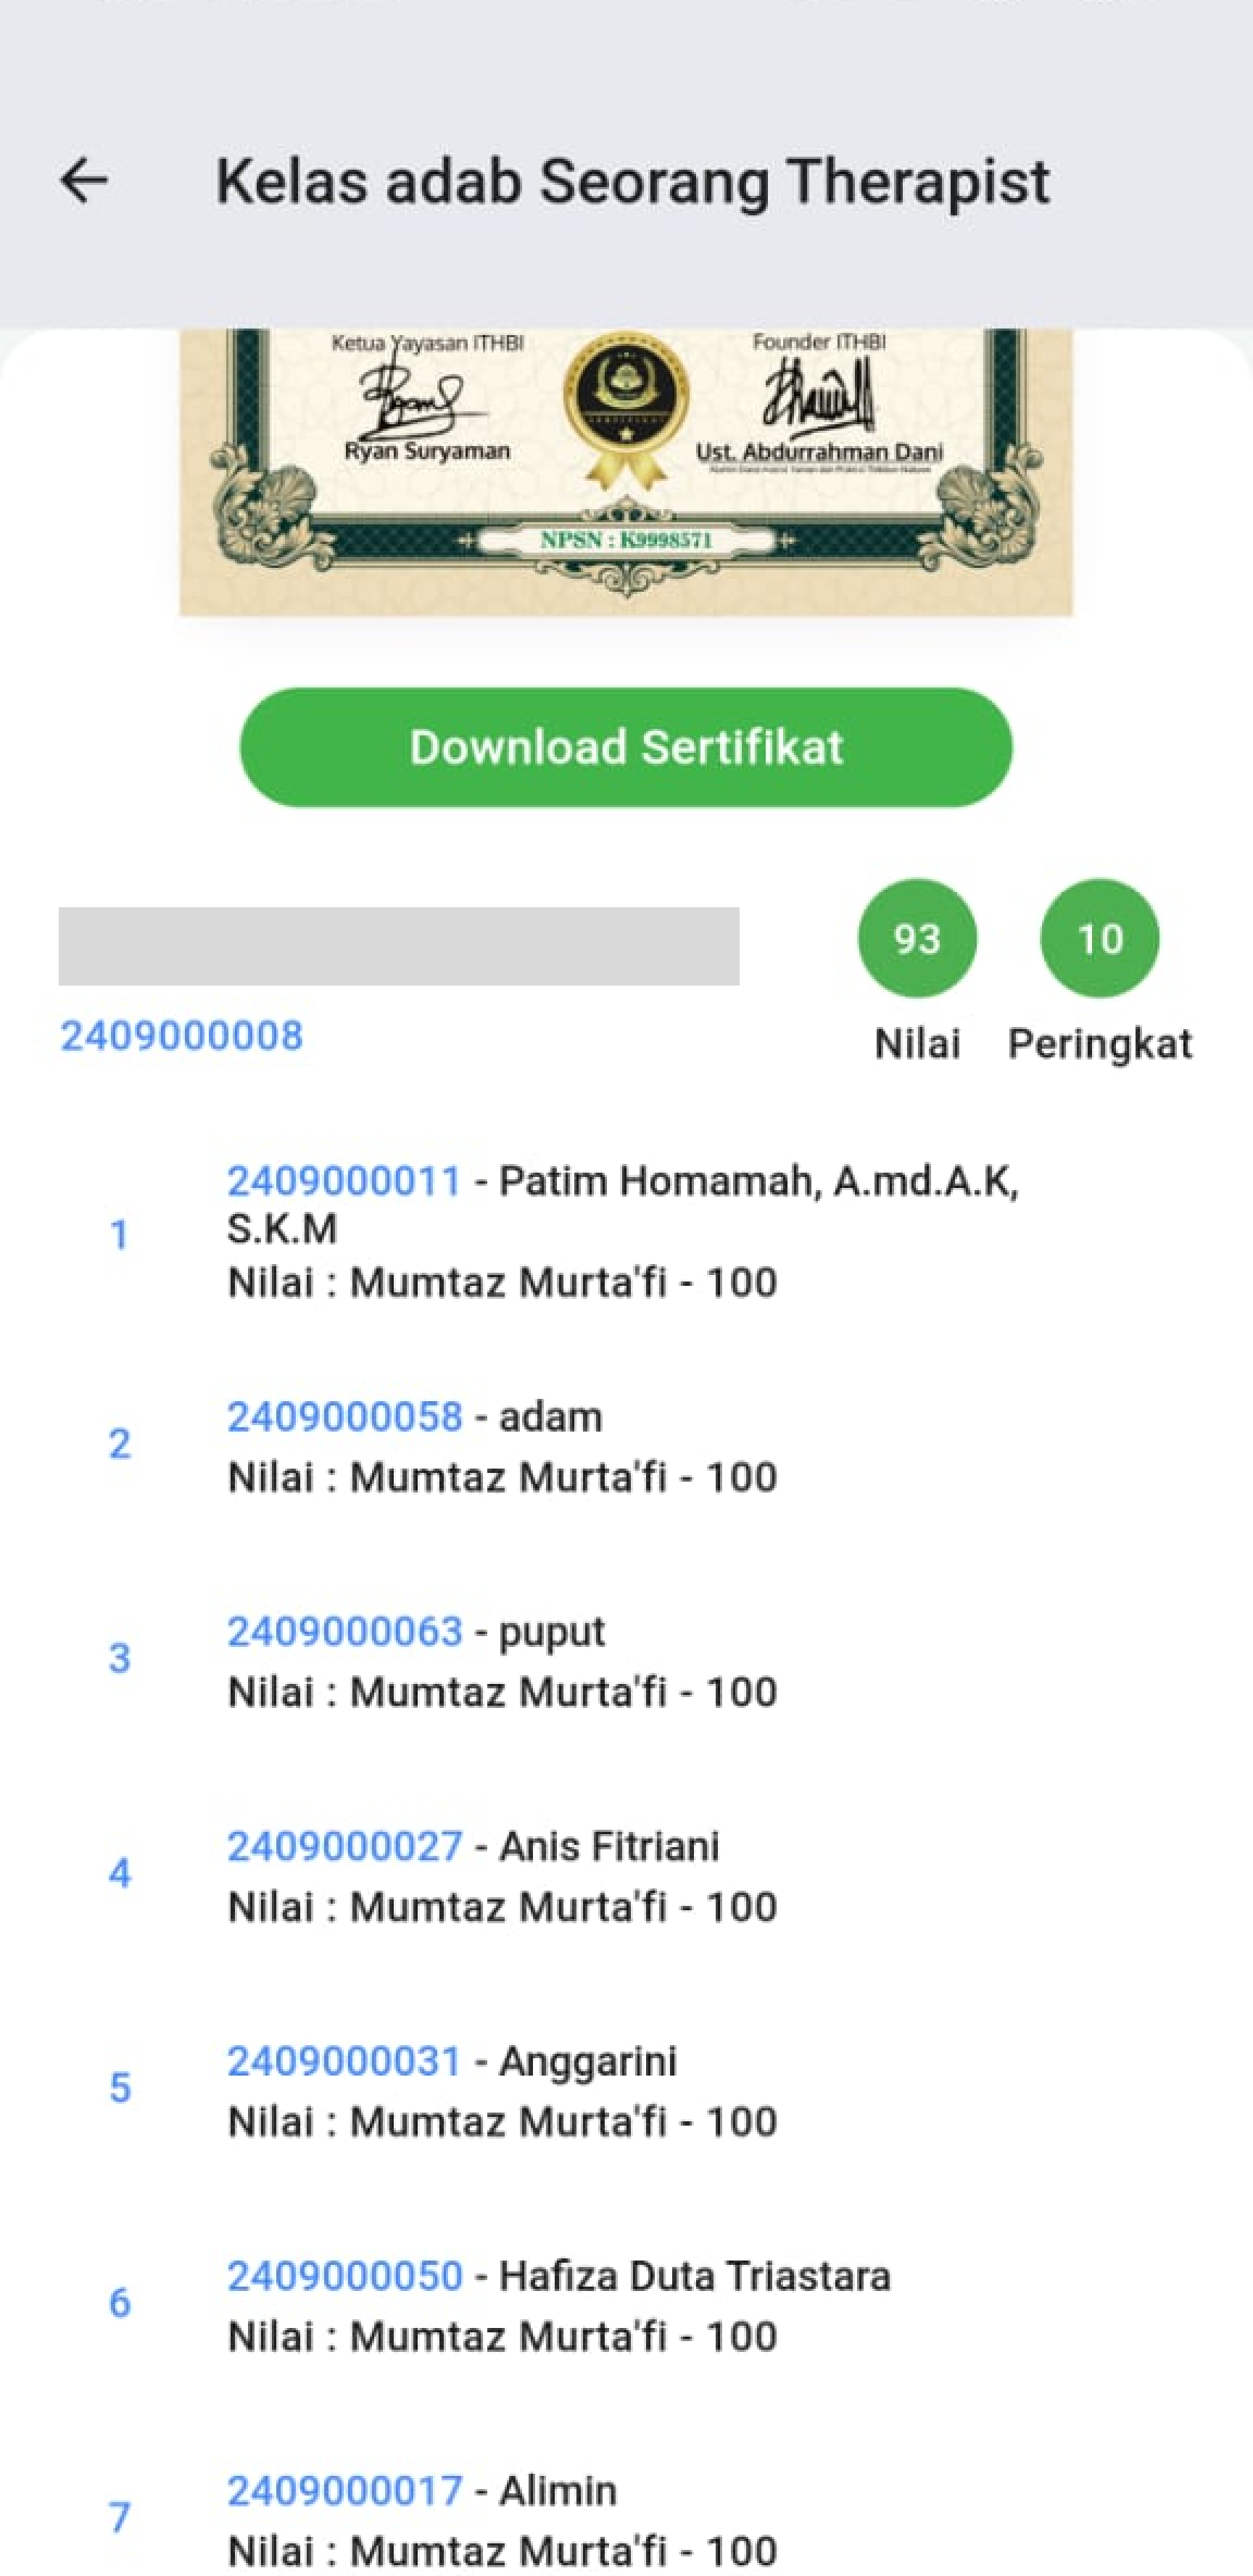 Kelas adab Seorang Therapist
Ketua Yayasan ITHBI
Founder ITHBI
Ryan Suryaman
Ust. Abdurrahman Dani
NPSN : K9998571
Download Sertifikat
93
10
2409000008
Nilai
Peringkat
1
2409000011 - Patim Homamah, A.md.A.K,
S.K.M
Nilai : Mumtaz Murta'fi - 100
2
2409000058 - adam
Nilai : Mumtaz Murta'fi - 100
3
2409000063 - puput
Nilai : Mumtaz Murta'fi - 100
4
2409000027 - Anis Fitriani
Nilai : Mumtaz Murta'fi - 100
5
2409000031 - Anggarini
Nilai : Mumtaz Murta'fi - 100
6
2409000050 - Hafiza Duta Triastara
Nilai : Mumtaz Murta'fi - 100
7
2409000017 - Alimin
Nilai : Mumtaz Murta'fi - 100